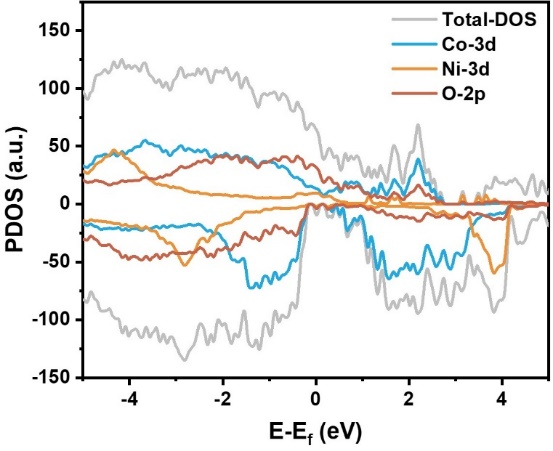 Total-DOS
Co-3d
Ni-3d
O-2p
PDOS (a.u.)
150
100
50
0
-50
-100
-150
-4 -2 0 2 4
E-Ef (eV)